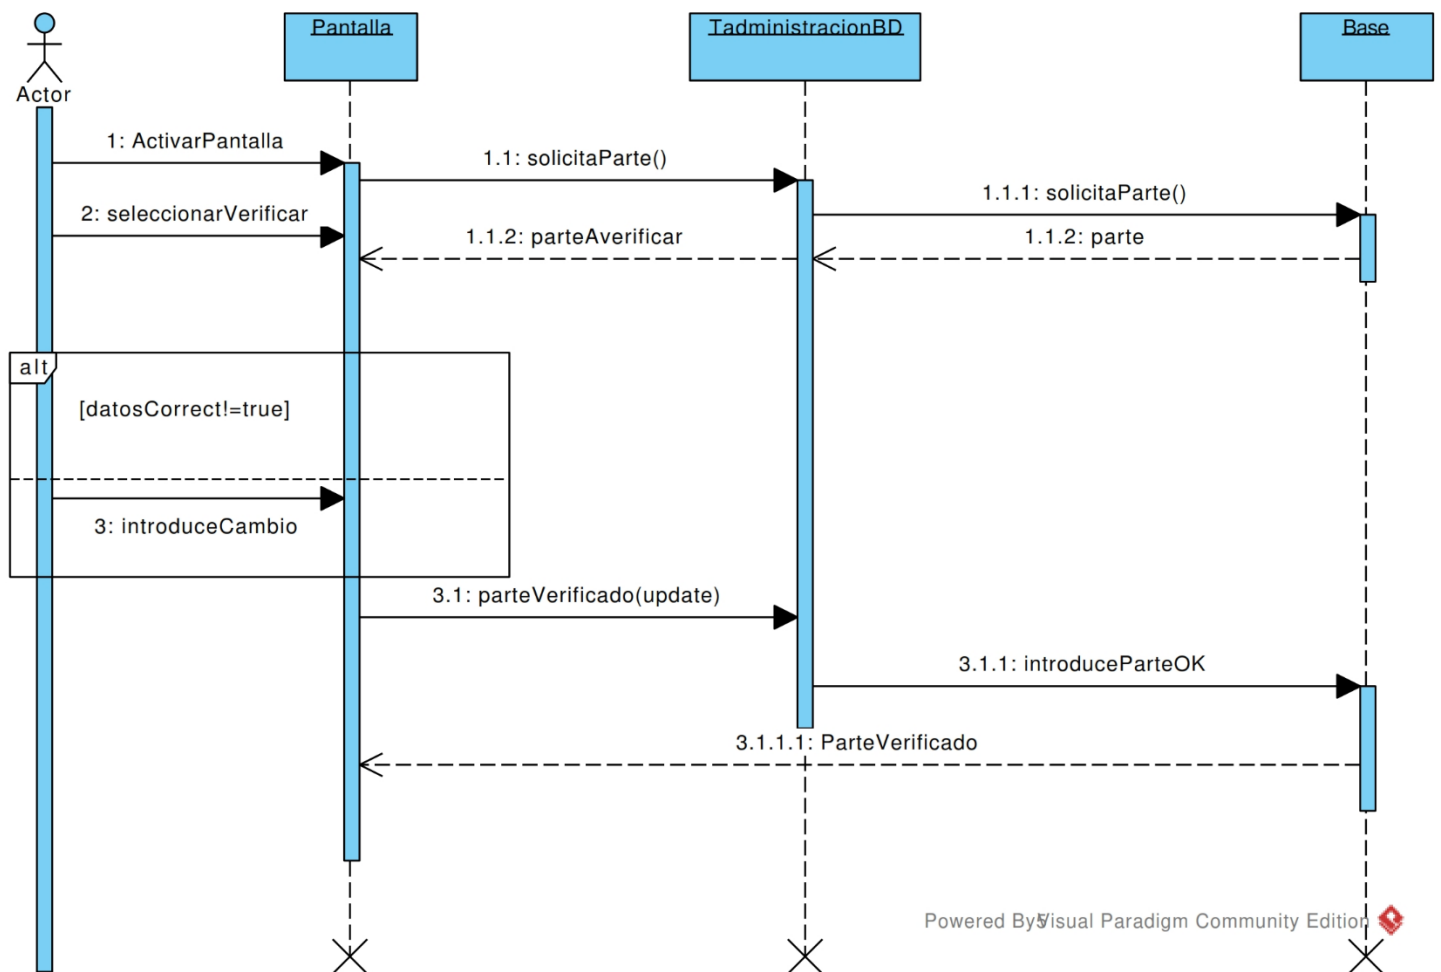 Pantalla
TadministracionBD
Base
Actor
1: ActivarPantalla
1.1: solicitaParte()
1.1.1: solicitaParte()
2: seleccionarVerificar
1.1.2: parteAverificar
1.1.2: parte
alt
[datosCorrect!=true]
3: introduceCambio
3.1: parteVerificado(update)
3.1.1: introduceParteOK
3.1.1.1: ParteVerificado
Powered By Visual Paradigm Community Edition
5